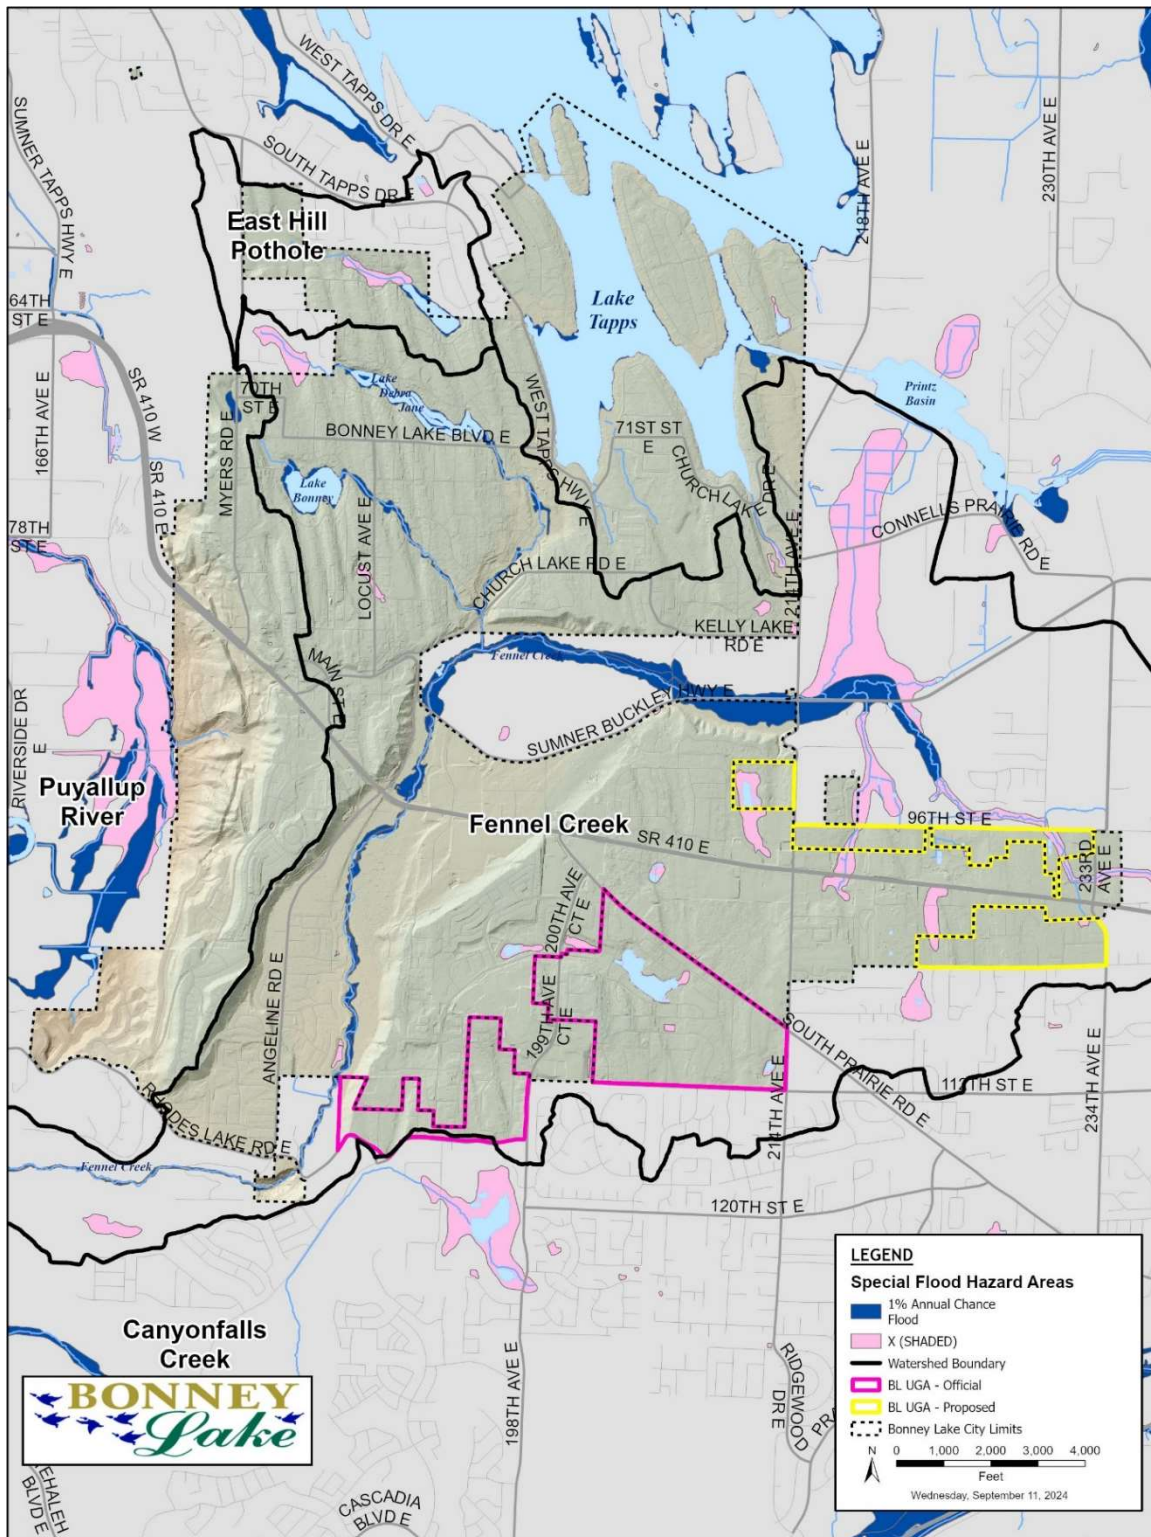 WEST TAPPS DR E
SUMNER TAPPS HWY E
SOUTH TAPPS DR E
218TH AVE E
230TH AVE E
East Hill
Pothole
Lake
Tapps
64TH
ST E
166TH AVE E
SR 410 W
SR 410 E
70TH
ST E
MYERS RD E
Lake
Debra
Jane
BONNEY LAKE BLVD E
WEST TAPPS HWY E
71ST ST
E
CHURCH LAKE DR E
Printz
Basin
Lake
Bonney
LOCUST AVE E
78TH
ST E
CONNELLS PRAIRIE RD E
CHURCH LAKE RD E
214TH AVE E
KELLY LAKE
RD E
MAIN ST E
Fennel Creek
SUMNER BUCKLEY HWY E
RIVERSIDE DR
E
Puyallup
River
Fennel Creek
SR 410 E
96TH ST E
233RD
AVE E
200TH AVE
CT E
199TH AVE
CT E
ANGELINE RD E
SOUTH PRAIRIE RD E
214TH AVE E
112TH ST E
234TH AVE E
RHODES LAKE RD E
Fennel Creek
120TH ST E
Canyonfalls
Creek
198TH AVE E
RIDGEWOOD
DR E
CASCADIA
BLVD E
BLVD E
BONNEY
Lake
LEGEND
Special Flood Hazard Areas
1% Annual Chance
Flood
X (SHADED)
Watershed Boundary
BL UGA - Official
BL UGA - Proposed
Bonney Lake City Limits
N
0 1,000 2,000 3,000 4,000
Feet
Wednesday, September 11, 2024